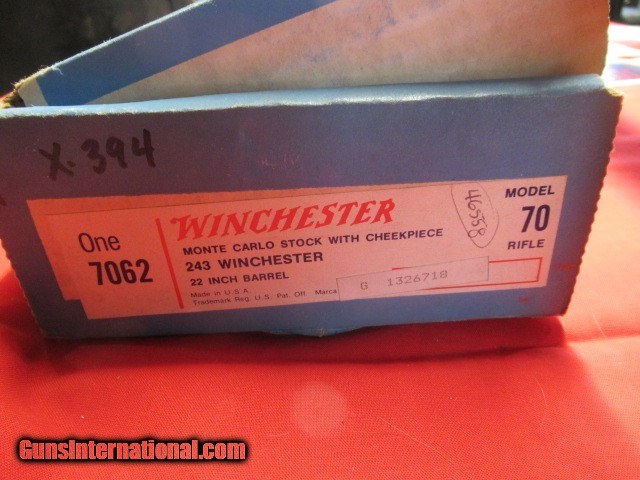 X-394
One
7062
WINCHESTER
MONTE CARLO STOCK WITH CHEEKPIECE
243 WINCHESTER
22 INCH BARREL
Made in U.S.A.
Trademark Reg. U.S. Pat. Off Marca
G 1326718
46558
MODEL
70
RIFLE
GunsInternational.com